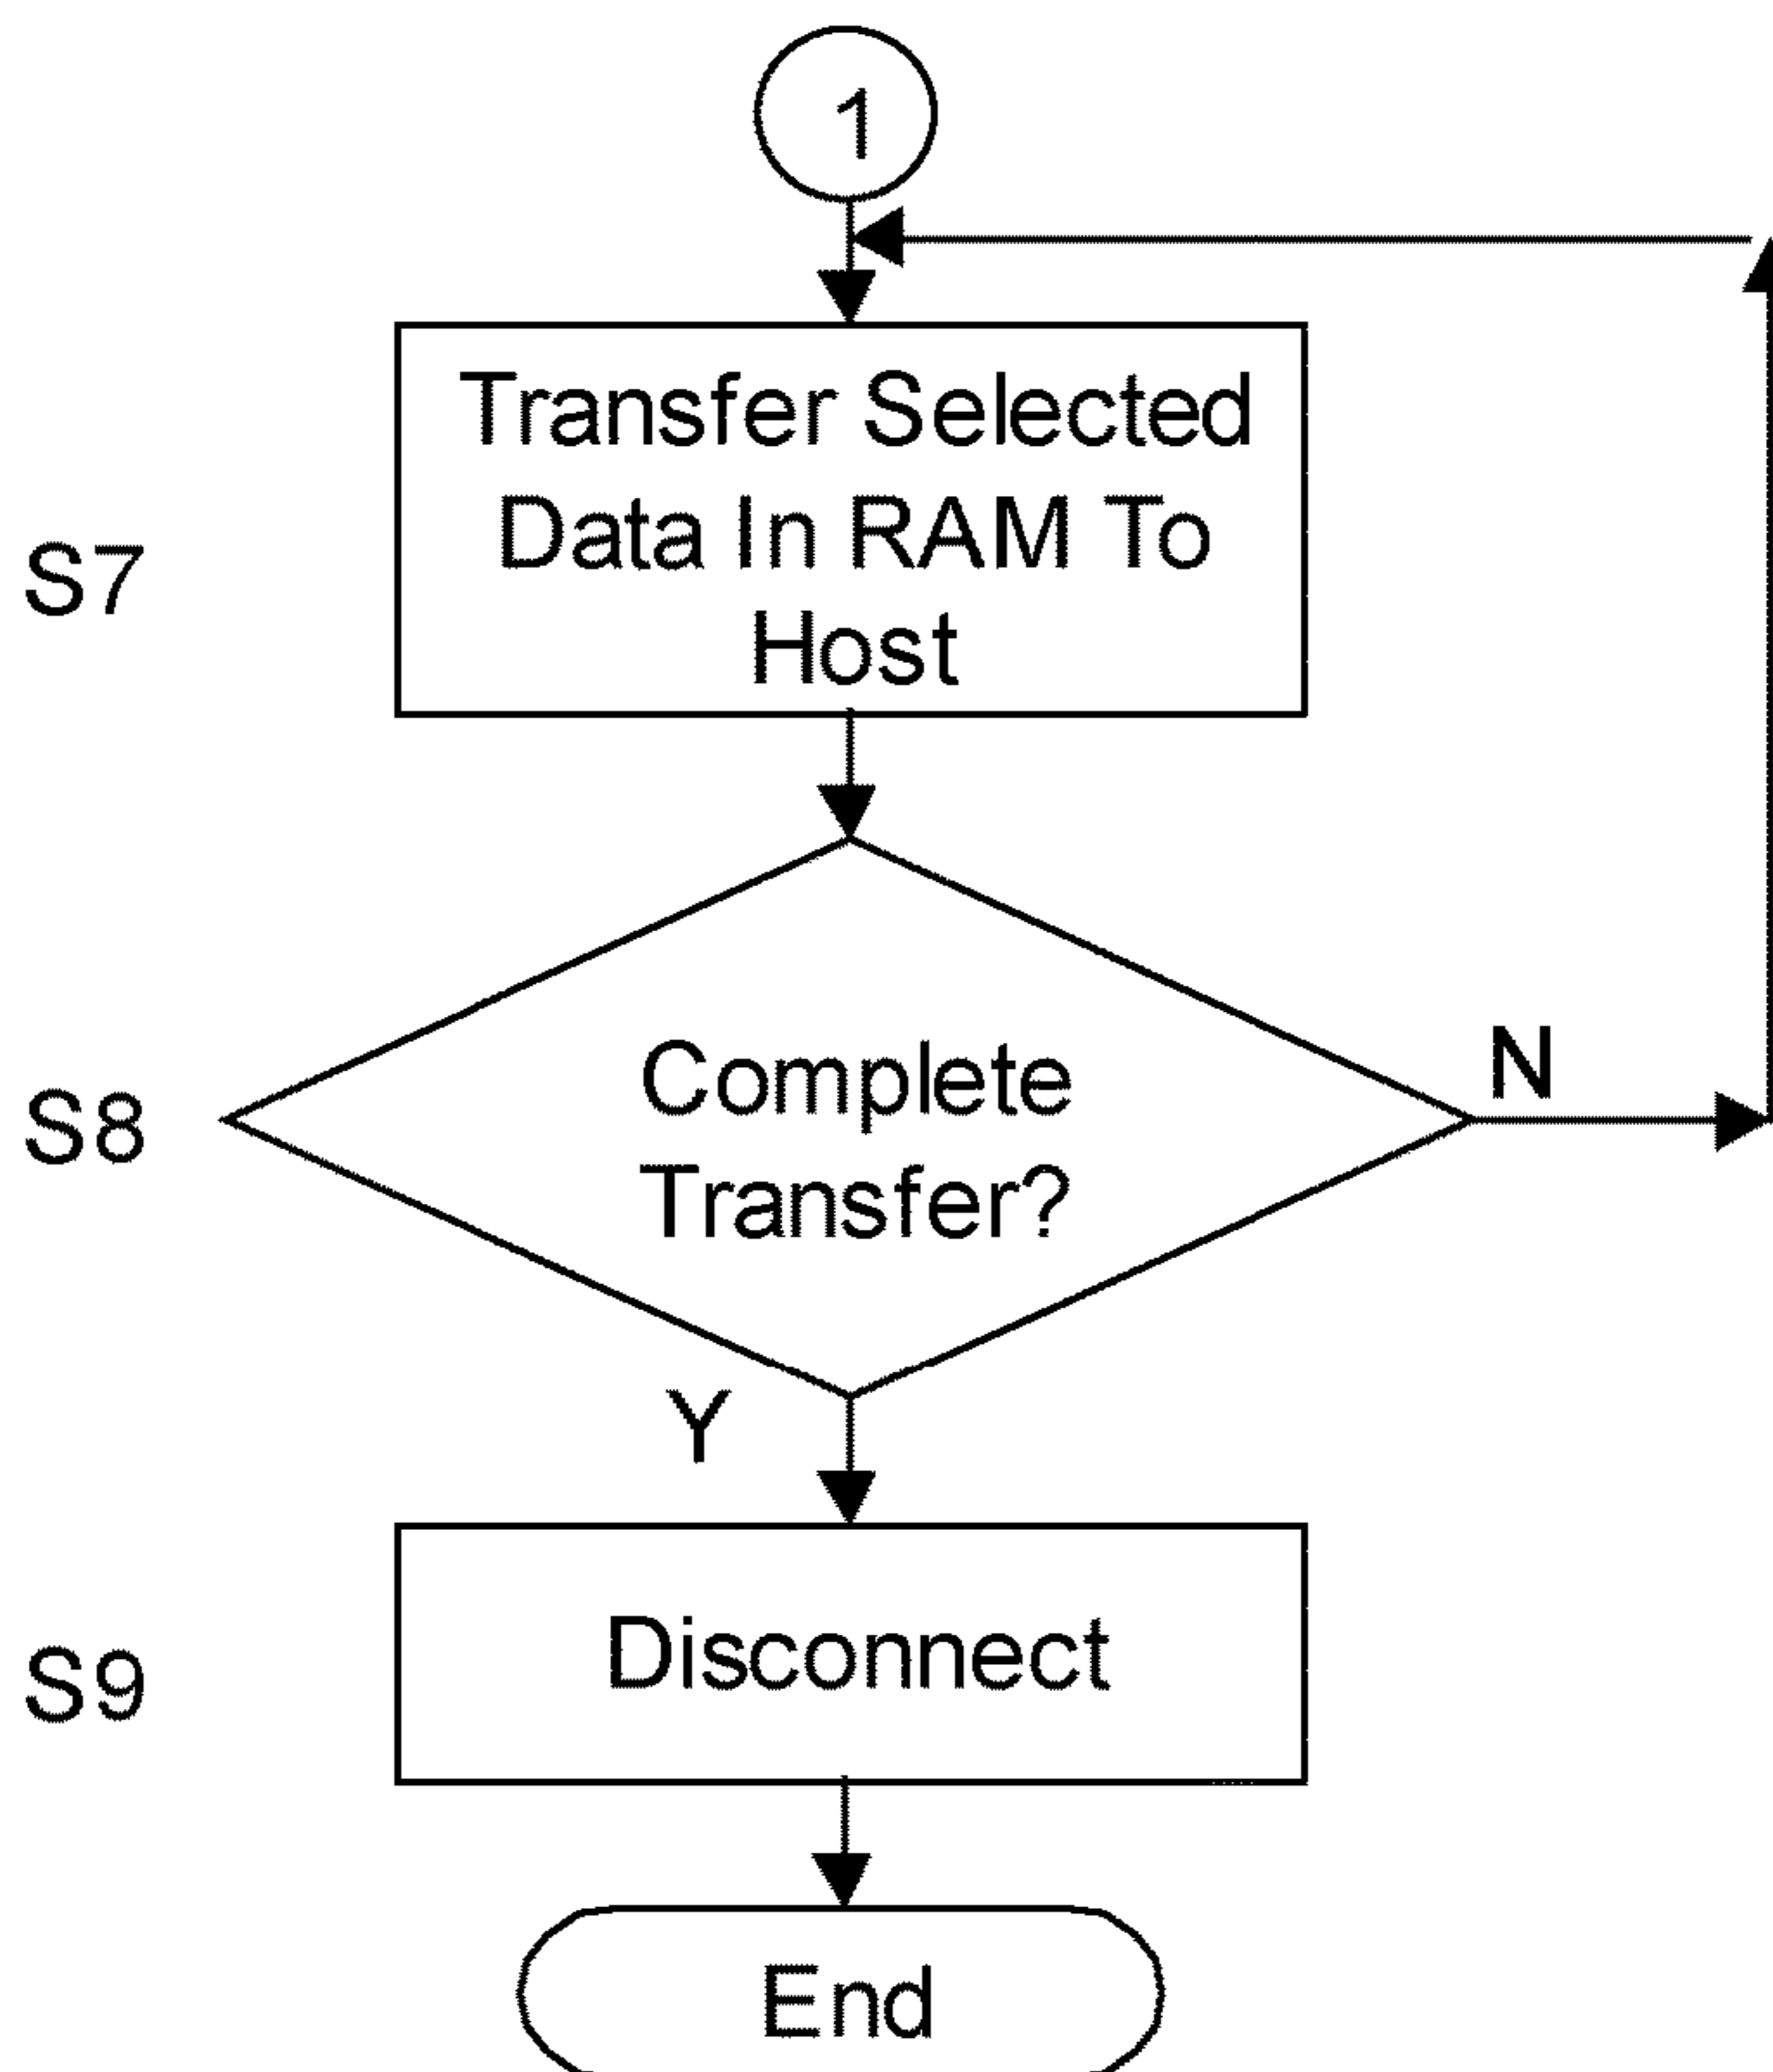 1
Transfer Selected
Data In RAM To
Host
S7
Complete
Transfer?
N
S8
Y
Disconnect
S9
End